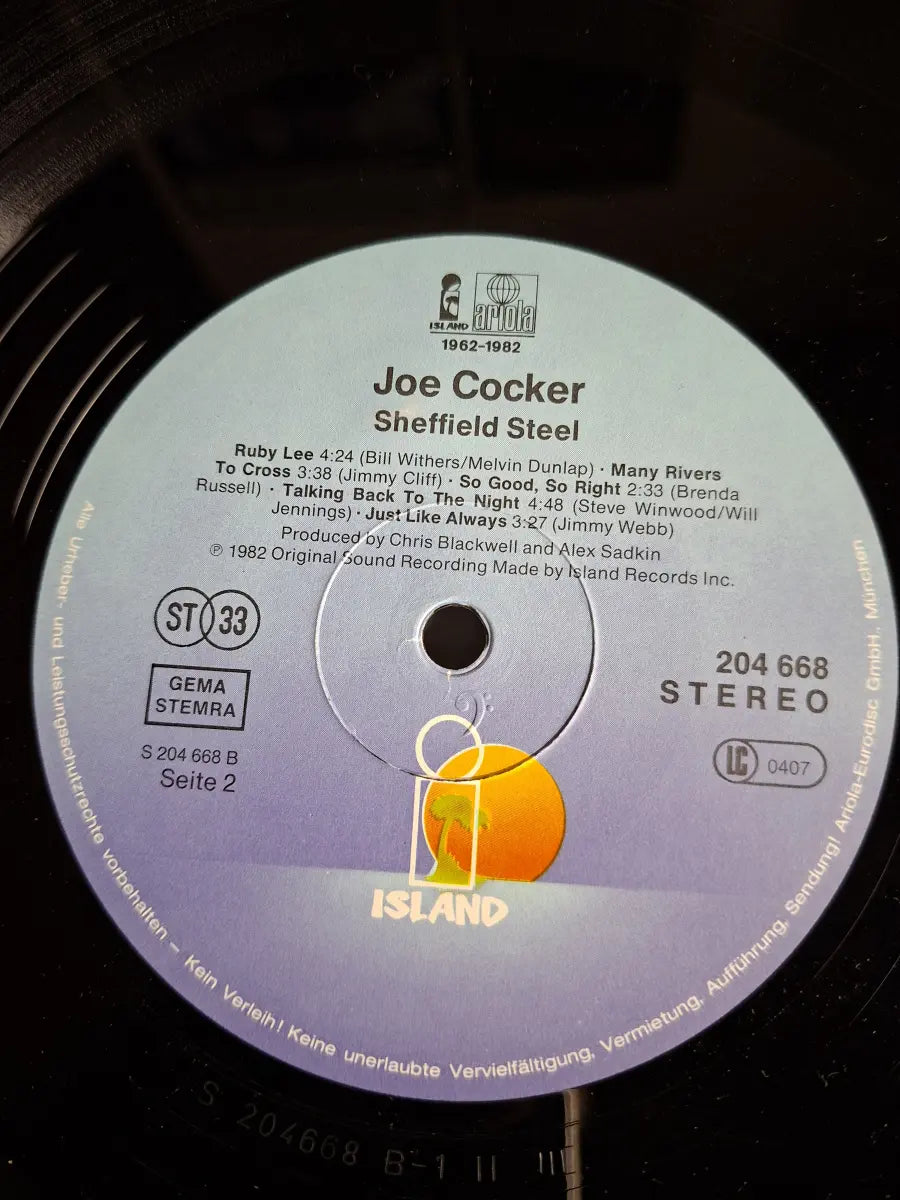 ISLAND ariola
1962-1982
Joe Cocker
Sheffield Steel
Ruby Lee 4:24 (Bill Withers/Melvin Dunlap) · Many Rivers
To Cross 3:38 (Jimmy Cliff) · So Good, So Right 2:33 (Brenda
Russell) · Talking Back To The Night 4:48 (Steve Winwood/Will
Jennings) · Just Like Always 3:27 (Jimmy Webb)
Produced by Chris Blackwell and Alex Sadkin
℗ 1982 Original Sound Recording Made by Island Records Inc.
ST 33
GEMA
STEMRA
S 204 668 B
Seite 2
204 668
STEREO
LC 0407
ISLAND
Alle Urheber- und Leistungsschutzrechte vorbehalten – Kein Verleih! Keine unerlaubte Vervielfältigung, Vermietung, Aufführung, Sendung! Ariola-Eurodisc GmbH., München
S 204668 B-1 II III